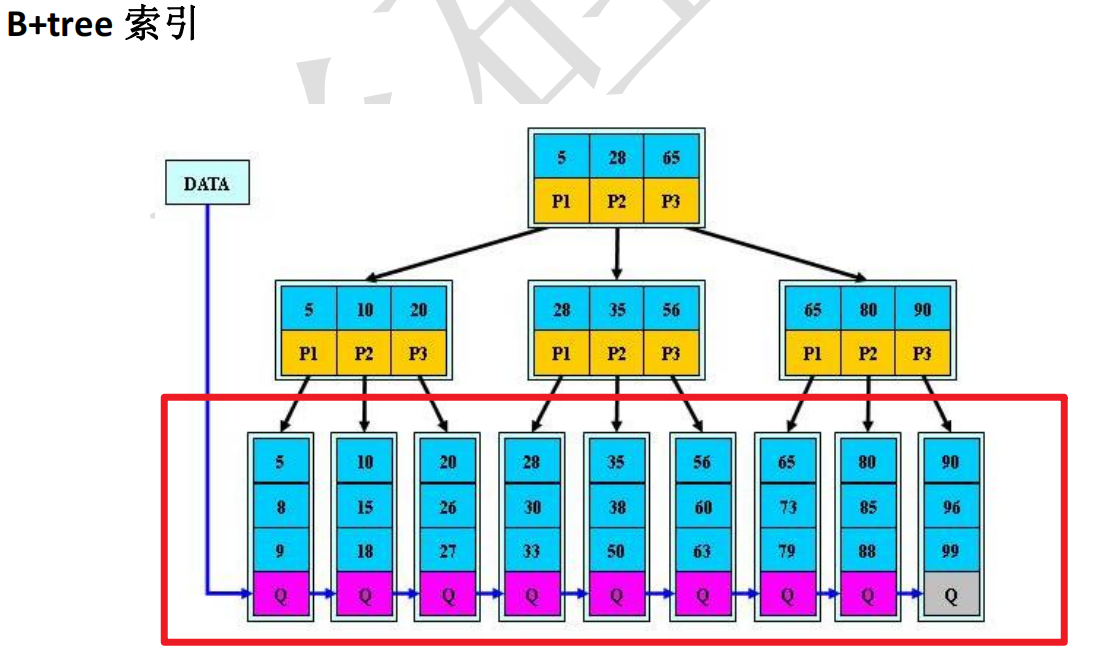 B+tree 索引
DATA
5 28 65
P1 P2 P3
5 10 20
P1 P2 P3
28 35 56
P1 P2 P3
65 80 90
P1 P2 P3
5 10 20 28 35 56 65 80 90
8 15 26 30 38 60 73 85 96
9 18 27 33 50 63 79 88 99
Q Q Q Q Q Q Q Q Q